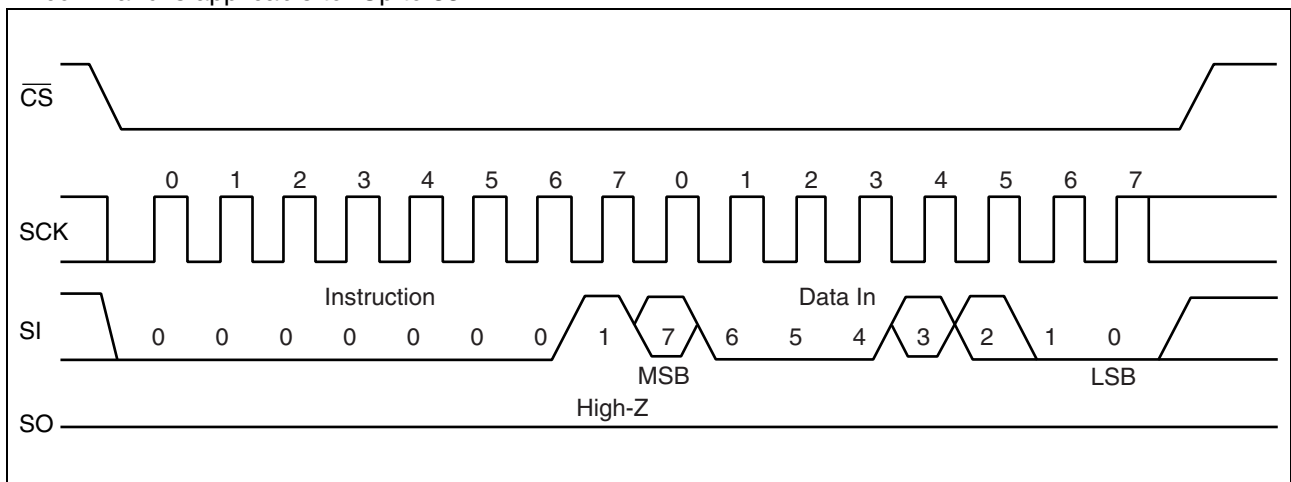 CS
0 1 2 3 4 5 6 7 0 1 2 3 4 5 6 7
SCK
Instruction Data In
SI 0 0 0 0 0 0 0 1 7 6 5 4 3 2 1 0
MSB LSB
High-Z
SO